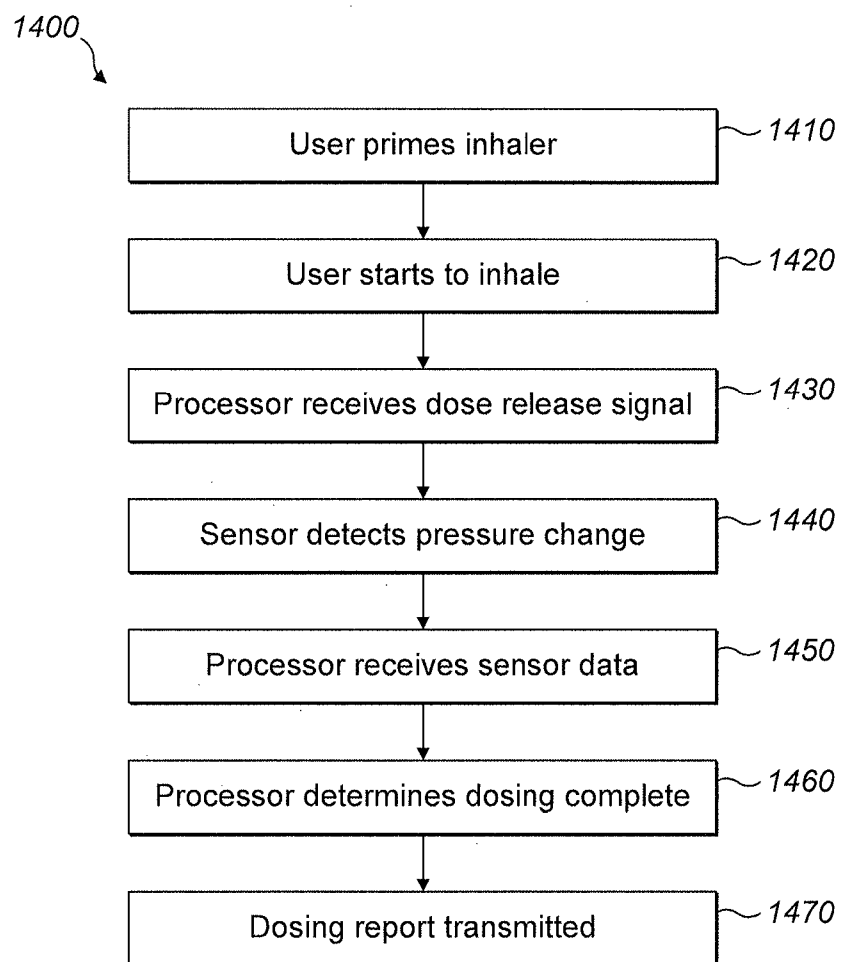 1400
User primes inhaler
1410
User starts to inhale
1420
Processor receives dose release signal
1430
Sensor detects pressure change
1440
Processor receives sensor data
1450
Processor determines dosing complete
1460
Dosing report transmitted
1470